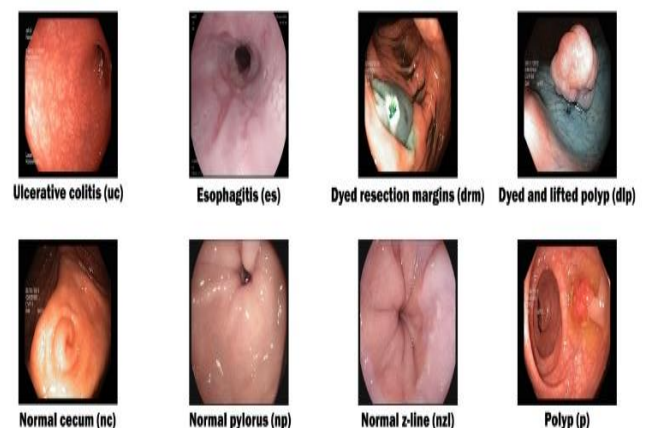 Ulcerative colitis (uc)
Esophagitis (es)
Dyed resection margins (drm)
Dyed and lifted polyp (dlp)
Normal cecum (nc)
Normal pylorus (np)
Normal z-line (nzl)
Polyp (p)